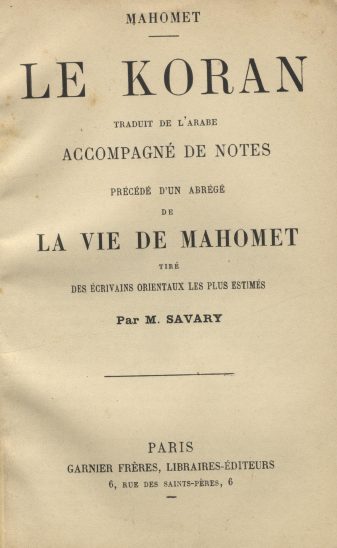 MAHOMET
LE KORAN
TRADUIT DE L'ARABE
ACCOMPAGNÉ DE NOTES
PRÉCÉDÉ D'UN ABRÉGÉ
DE
LA VIE DE MAHOMET
TIRÉ
DES ÉCRIVAINS ORIENTAUX LES PLUS ESTIMÉS
Par M. SAVARY
PARIS
GARNIER FRÈRES, LIBRAIRES-ÉDITEURS
6, RUE DES SAINTS-PÈRES, 6